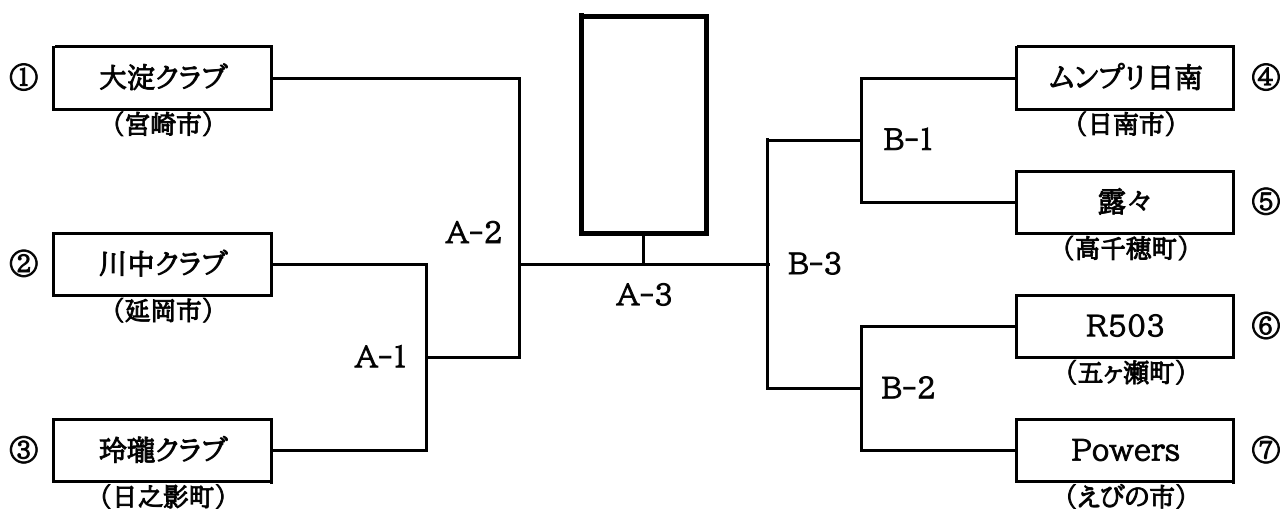 ① 大淀クラブ
（宮崎市）
② 川中クラブ
（延岡市）
③ 玲瓏クラブ
（日之影町）
A-1
A-2
A-3
B-3
B-1
B-2
ムンプリ日南 ④
（日南市）
露々 ⑤
（高千穂町）
R503 ⑥
（五ヶ瀬町）
Powers ⑦
（えびの市）